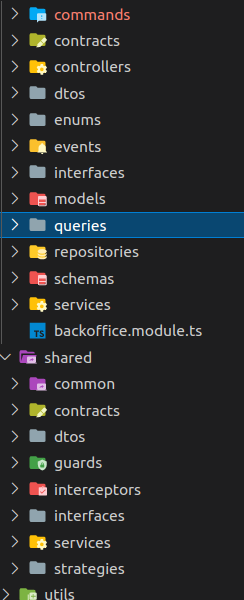 commands
contracts
controllers
dtos
enums
events
interfaces
models
queries
repositories
schemas
services
TS backoffice.module.ts
shared
common
contracts
dtos
guards
interceptors
interfaces
services
strategies
utils